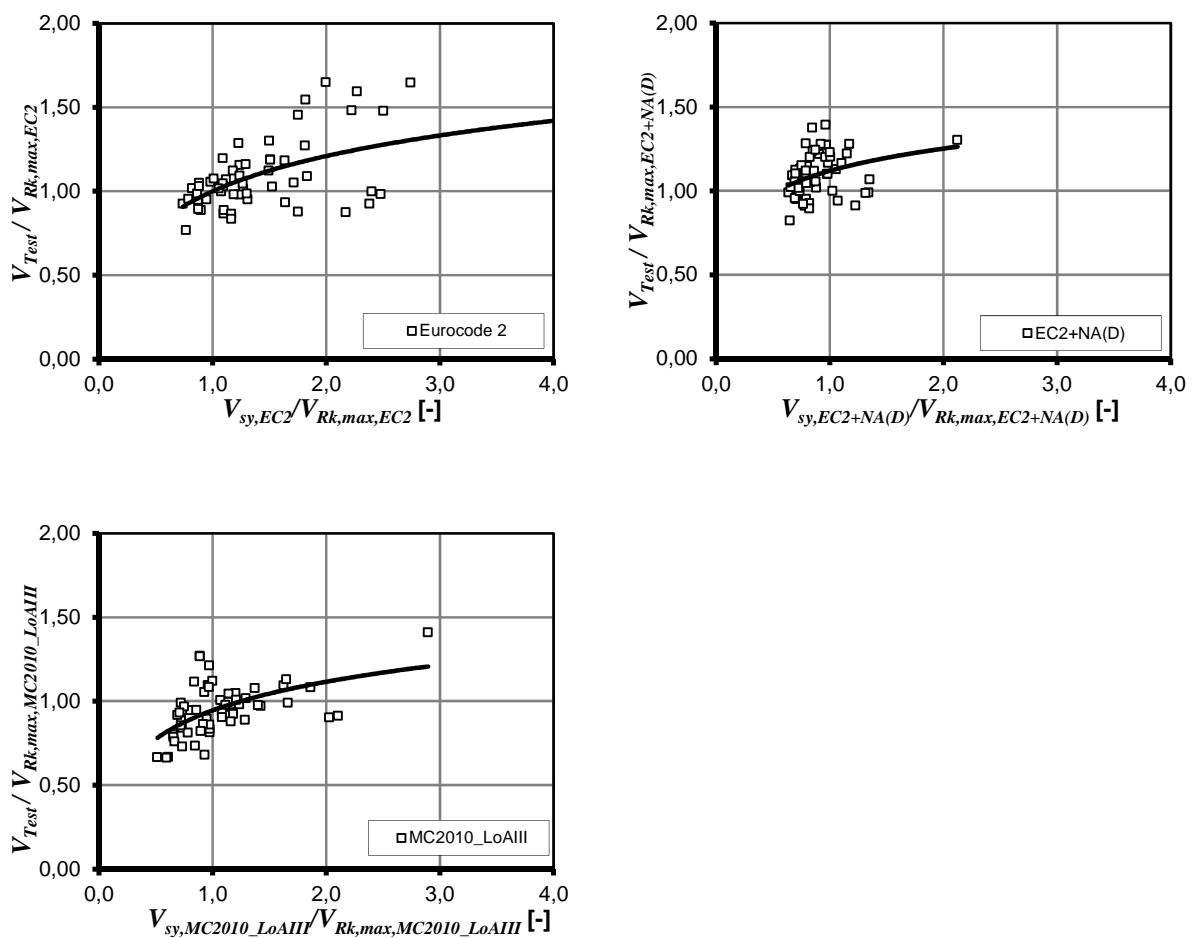 2,00
1,50
1,00
0,50
0,00
V_Test / V_Rk,max,EC2
Eurocode 2
0,0 1,0 2,0 3,0 4,0
V_sy,EC2/V_Rk,max,EC2 [-]
2,00
1,50
1,00
0,50
0,00
V_Test / V_Rk,max,EC2+NA(D)
EC2+NA(D)
0,0 1,0 2,0 3,0 4,0
V_sy,EC2+NA(D)/V_Rk,max,EC2+NA(D) [-]
2,00
1,50
1,00
0,50
0,00
V_Test / V_Rk,max,MC2010_LoAIII
MC2010_LoAIII
0,0 1,0 2,0 3,0 4,0
V_sy,MC2010_LoAIII/V_Rk,max,MC2010_LoAIII [-]